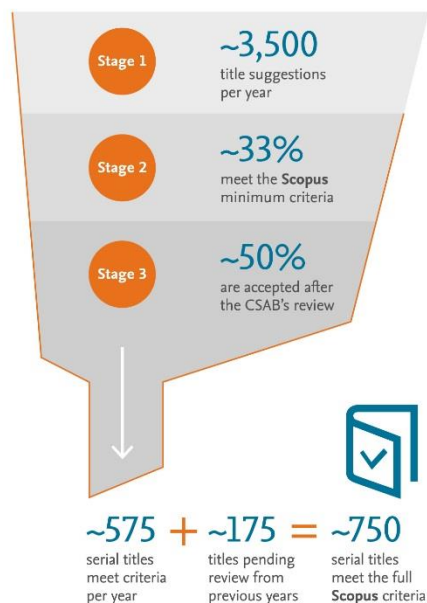 Stage 1
~3,500
title suggestions
per year
Stage 2
~33%
meet the Scopus
minimum criteria
Stage 3
~50%
are accepted after
the CSAB's review
~575 + ~175 = ~750
serial titles
meet criteria
per year
titles pending
review from
previous years
serial titles
meet the full
Scopus criteria